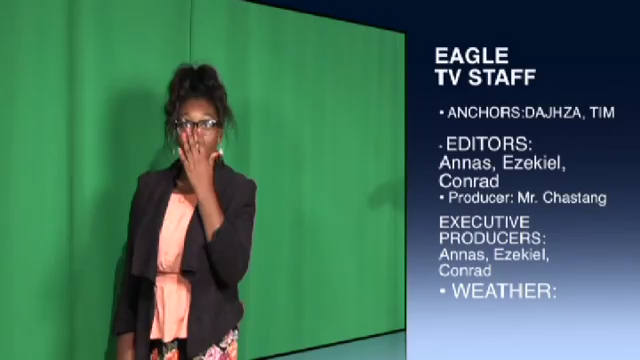 EAGLE
TV STAFF
• ANCHORS:DAJHZA, TIM
- EDITORS:
Annas, Ezekiel,
Conrad
• Producer: Mr. Chastang
EXECUTIVE
PRODUCERS:
Annas, Ezekiel,
Conrad
• WEATHER: